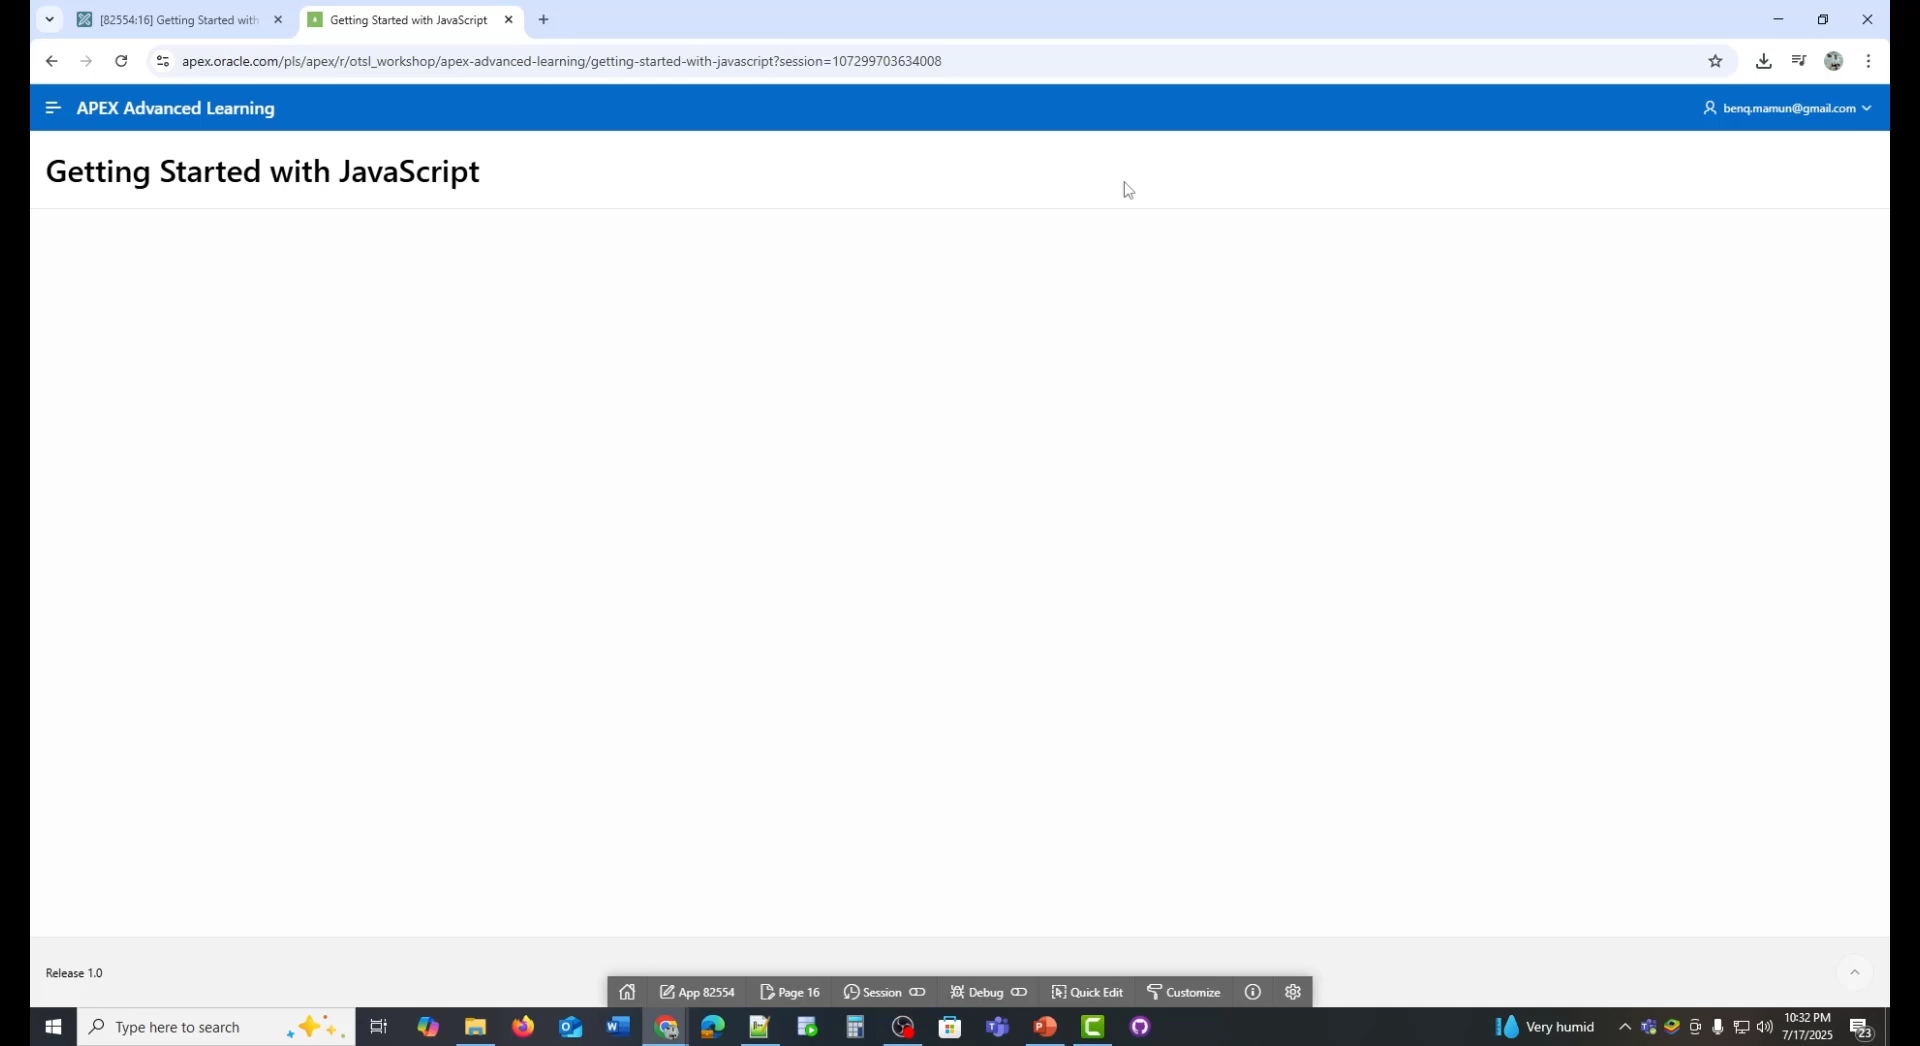 [82554:16] Getting Started with
Getting Started with JavaScript
apex.oracle.com/pls/apex/r/otsl_workshop/apex-advanced-learning/getting-started-with-javascript?session=107299703634008
APEX Advanced Learning
benq.mamun@gmail.com
Getting Started with JavaScript
Release 1.0
App 82554
Page 16
Session
Debug
Quick Edit
Customize
Type here to search
Very humid
10:32 PM
7/17/2025
23